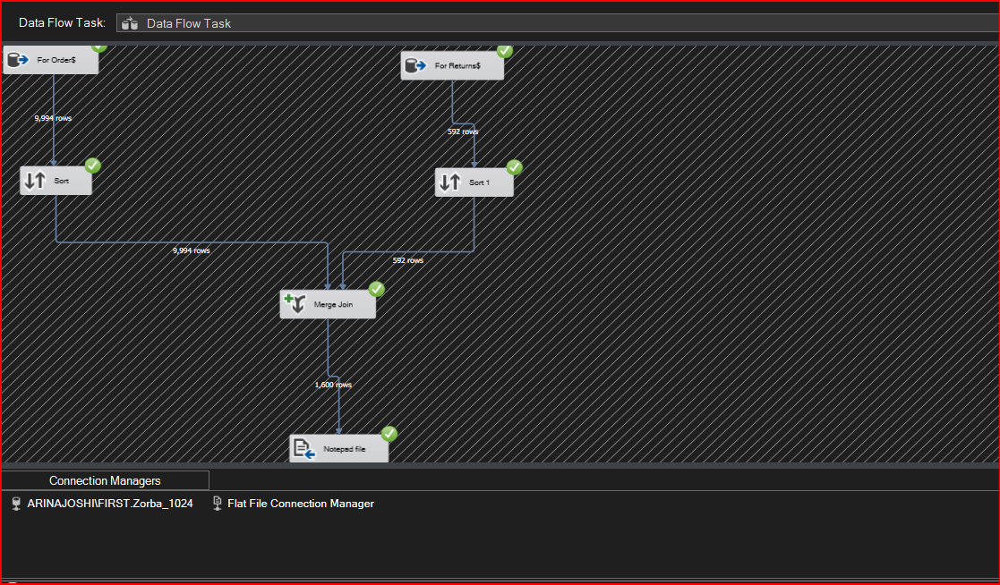 Data Flow Task:
Data Flow Task
For Order$
For Returns$
9,994 rows
592 rows
Sort
Sort 1
9,994 rows
592 rows
Merge Join
1,600 rows
Notepad file
Connection Managers
ARINAJOSHI\FIRST.Zorba_1024
Flat File Connection Manager